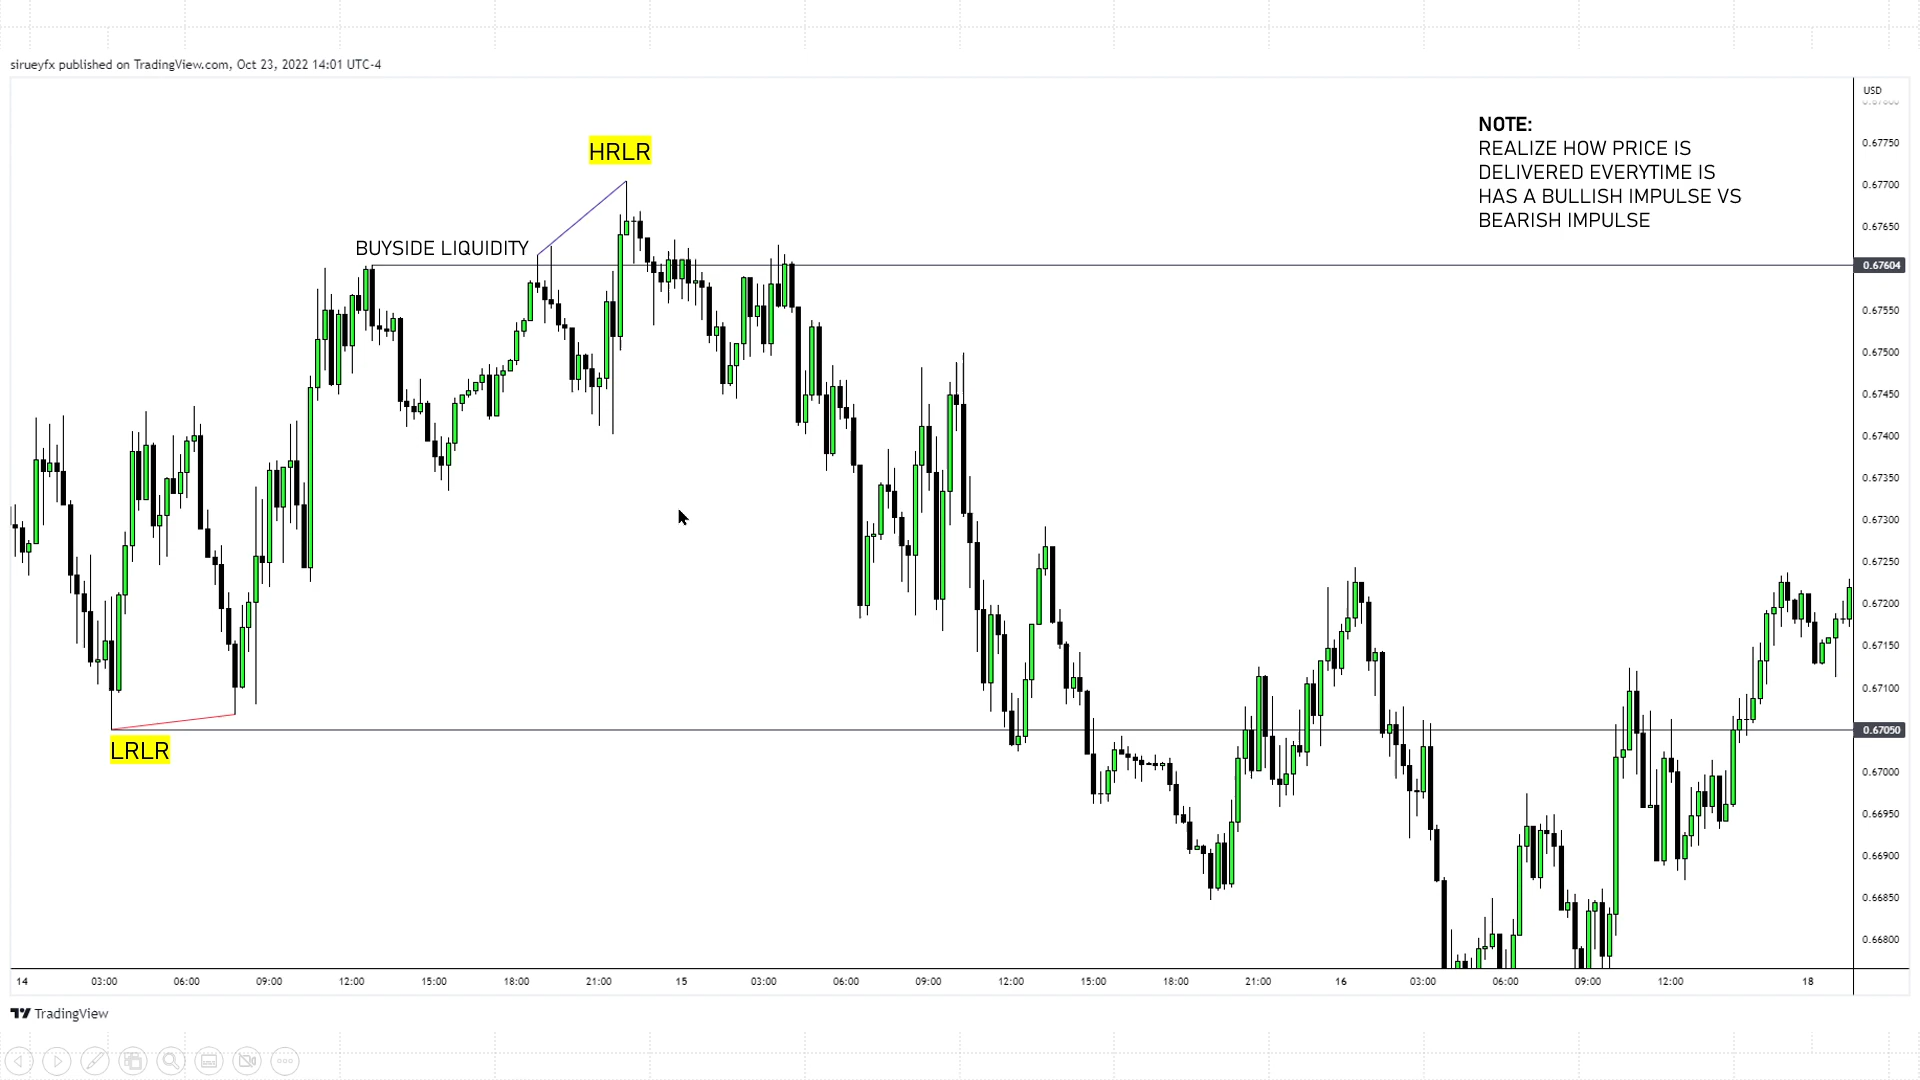 sirueyfx published on TradingView.com, Oct 23, 2022 14:01 UTC-4
USD
NOTE:
REALIZE HOW PRICE IS
DELIVERED EVERYTIME IS
HAS A BULLISH IMPULSE VS
BEARISH IMPULSE
HRLR
BUYSIDE LIQUIDITY
LRLR
0.67750
0.67700
0.67650
0.67604
0.67550
0.67500
0.67450
0.67400
0.67350
0.67300
0.67250
0.67200
0.67150
0.67100
0.67050
0.67000
0.66950
0.66900
0.66850
0.66800
14 03:00 06:00 09:00 12:00 15:00 18:00 21:00 15 03:00 06:00 09:00 12:00 15:00 18:00 21:00 16 03:00 06:00 09:00 12:00 18
TradingView